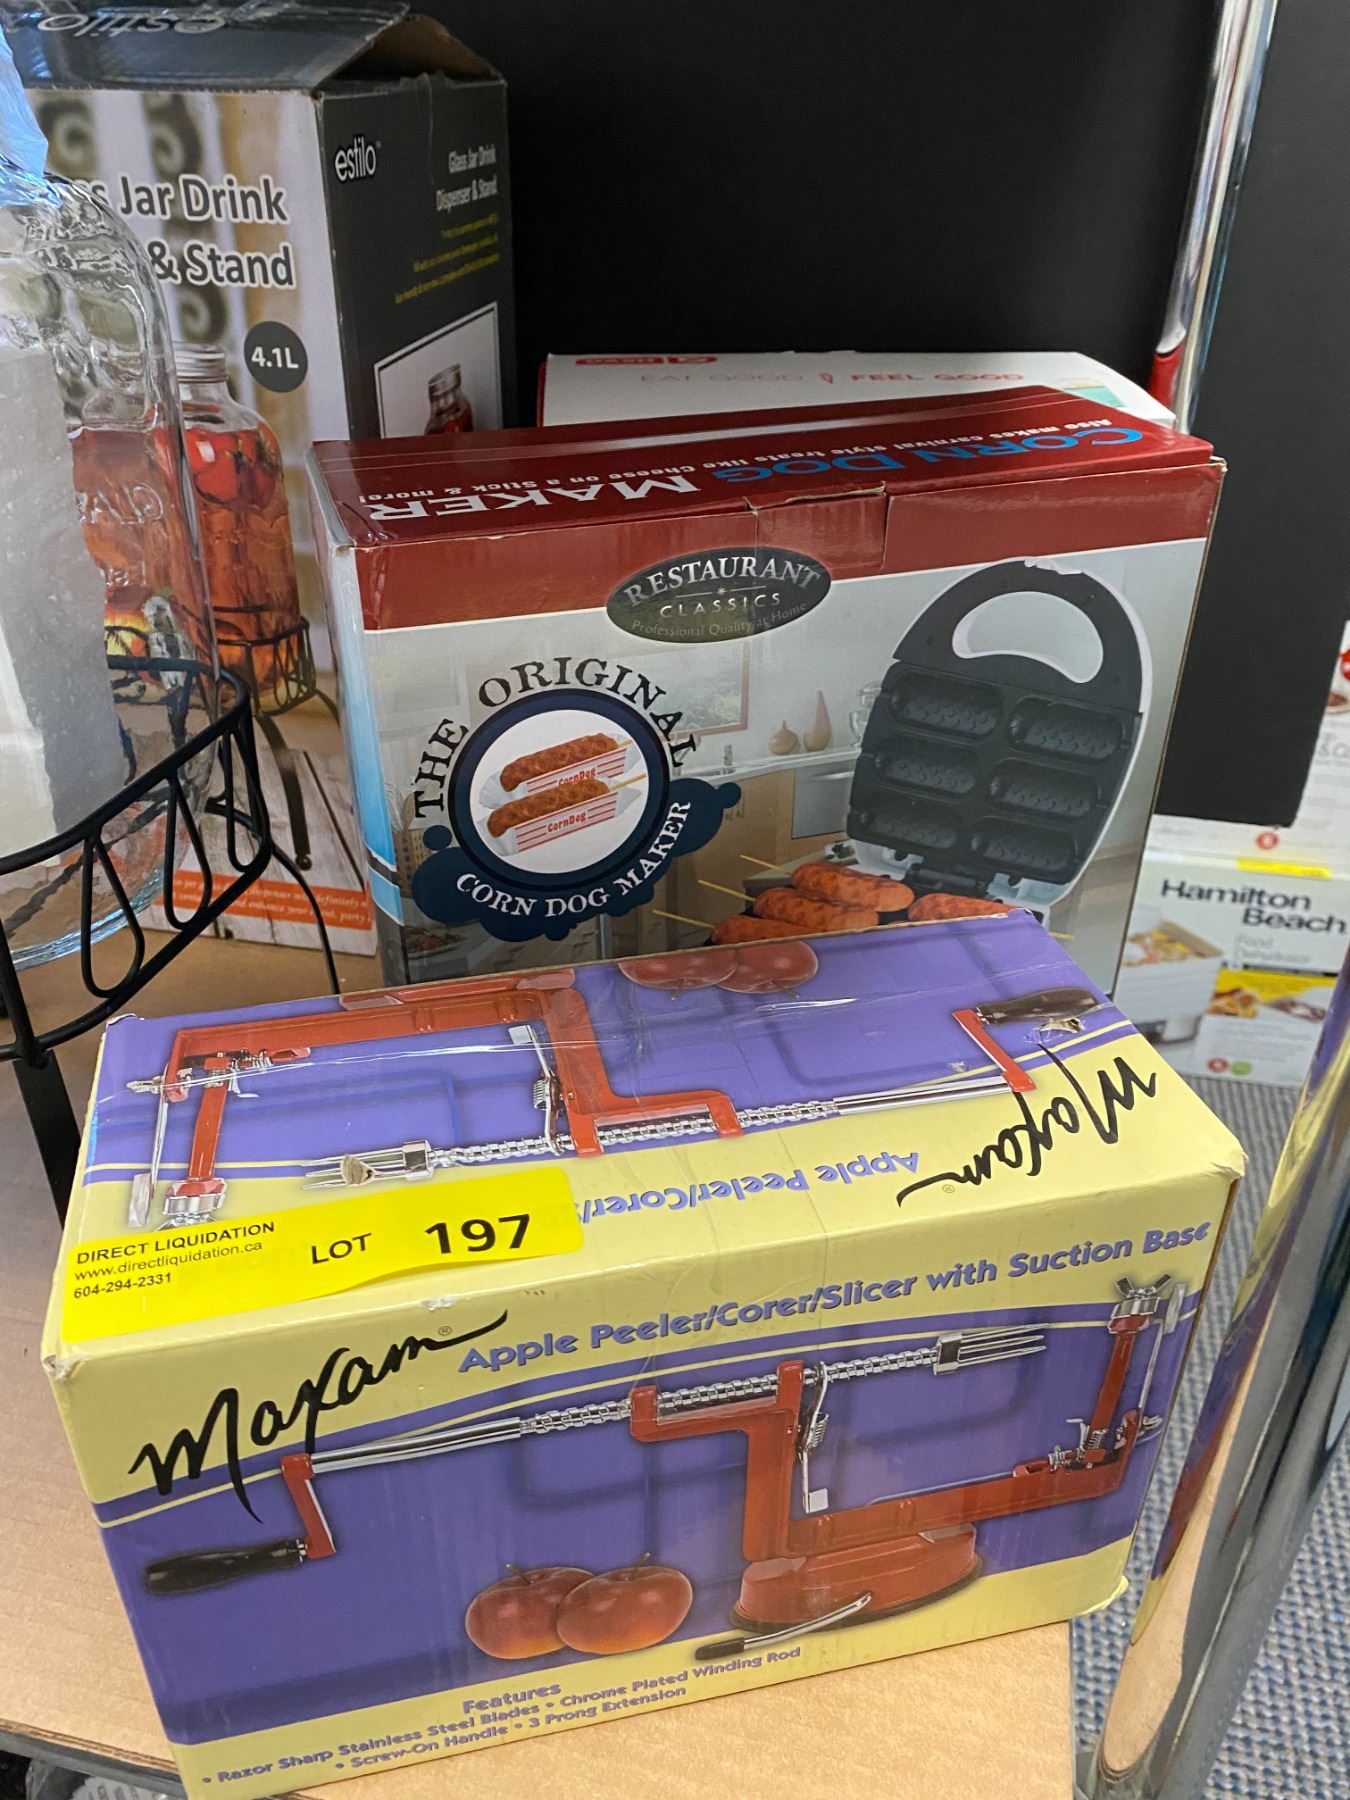 estilo
estilo
Glass Jar Drink
Dispenser & Stand
Jar Drink
& Stand
4.1L
DASH
EAT GOOD FEEL GOOD
CORN DOG MAKER
Also makes carnival style treats like Cheese on a Stick & more!
RESTAURANT
CLASSICS
Professional Quality at Home
THE ORIGINAL
CornDog
CornDog
CORN DOG MAKER
Hamilton
Beach
Food
Maxam®
Apple Peeler/Corer/
DIRECT LIQUIDATION
www.directliquidation.ca
604-294-2331
LOT 197
Maxam®
Apple Peeler/Corer/Slicer with Suction Base
Features
• Razor Sharp Stainless Steel Blades • Chrome Plated Winding Rod
• Screw-On Handle • 3 Prong Extension